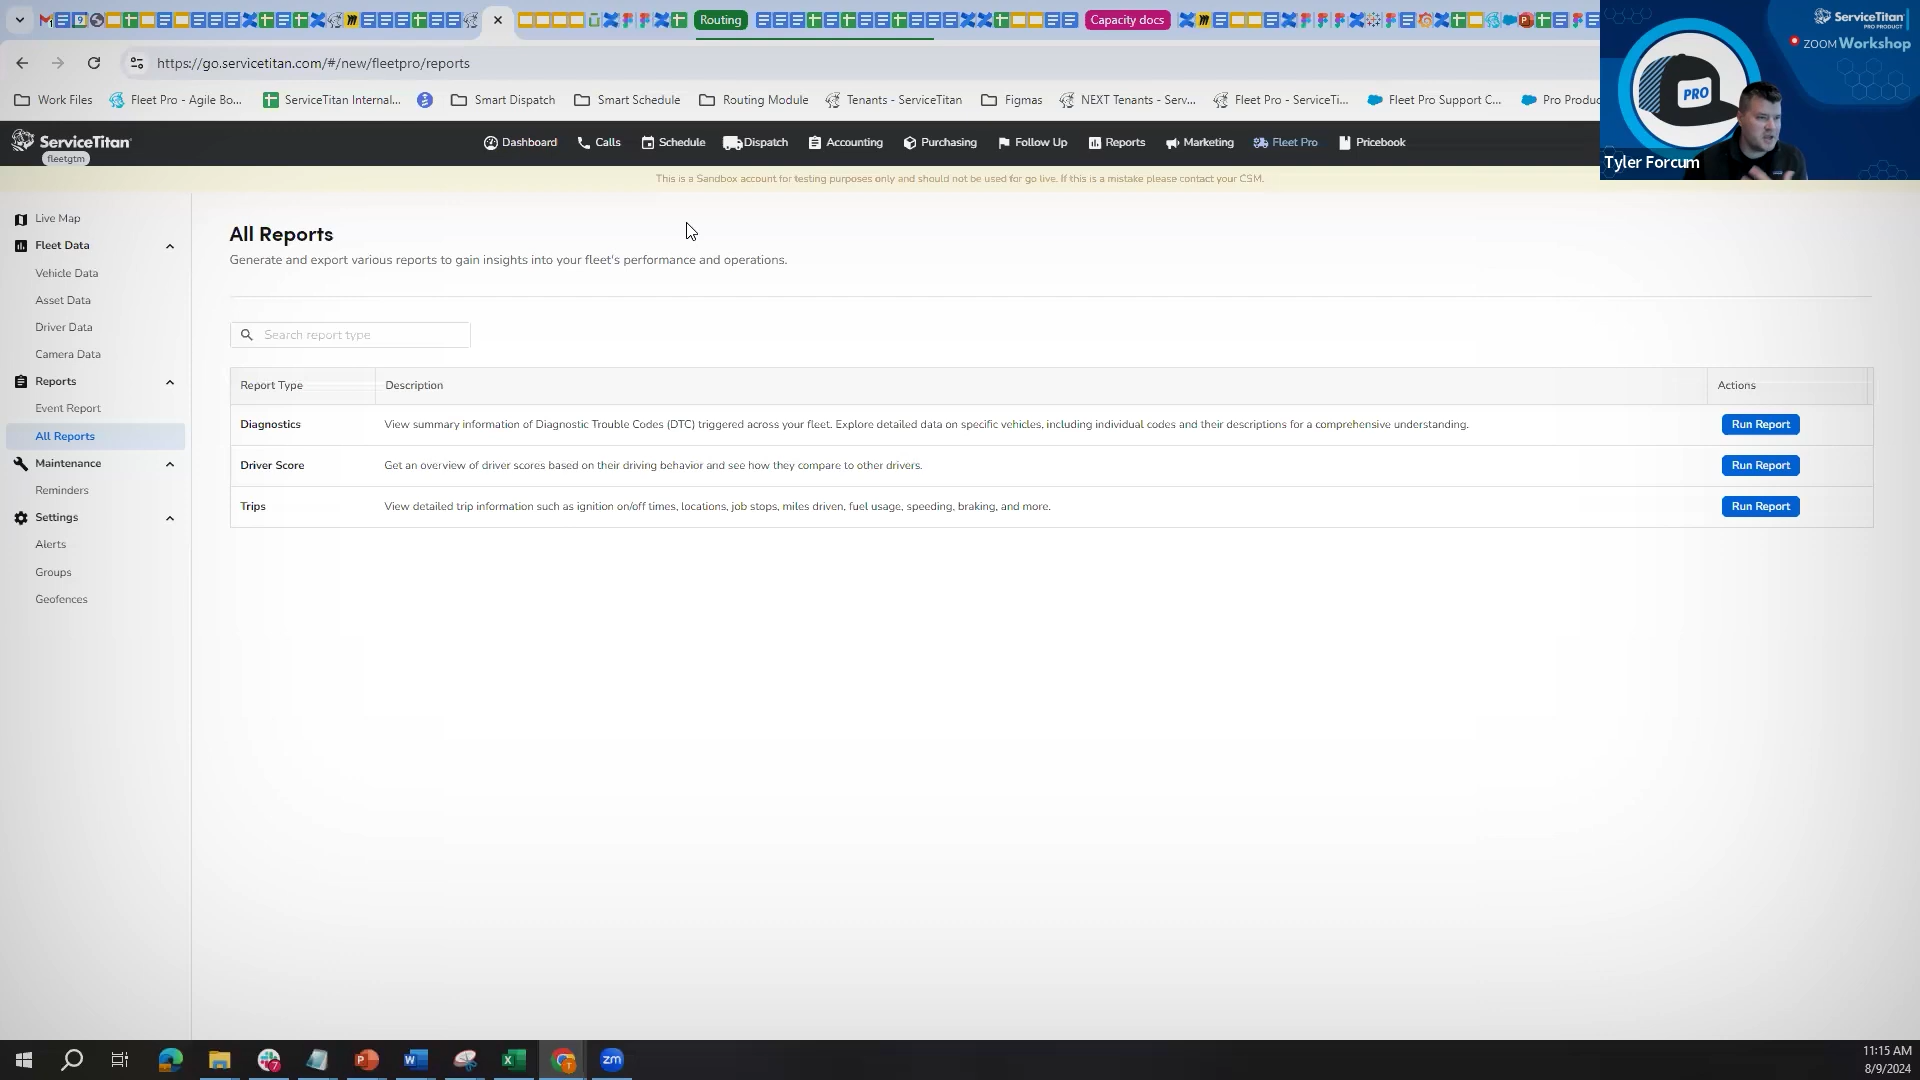 Routing
Capacity docs
https://go.servicetitan.com/#/new/fleetpro/reports
Work Files
Fleet Pro - Agile Bo...
ServiceTitan Internal...
Smart Dispatch
Smart Schedule
Routing Module
Tenants - ServiceTitan
Figmas
NEXT Tenants - Serv...
Fleet Pro - ServiceTi...
Fleet Pro Support C...
Pro Produc
ServiceTitan
PRO PRODUCT
ZOOM Workshop
PRO
Tyler Forcum
ServiceTitan
fleetgtm
Dashboard
Calls
Schedule
Dispatch
Accounting
Purchasing
Follow Up
Reports
Marketing
Fleet Pro
Pricebook
This is a Sandbox account for testing purposes only and should not be used for go live. If this is a mistake please contact your CSM.
Live Map
Fleet Data
Vehicle Data
Asset Data
Driver Data
Camera Data
Reports
Event Report
All Reports
Maintenance
Reminders
Settings
Alerts
Groups
Geofences
All Reports
Generate and export various reports to gain insights into your fleet's performance and operations.
Search report type
Report Type Description Actions
Diagnostics View summary information of Diagnostic Trouble Codes (DTC) triggered across your fleet. Explore detailed data on specific vehicles, including individual codes and their descriptions for a comprehensive understanding. Run Report
Driver Score Get an overview of driver scores based on their driving behavior and see how they compare to other drivers. Run Report
Trips View detailed trip information such as ignition on/off times, locations, job stops, miles driven, fuel usage, speeding, braking, and more. Run Report
zm
11:15 AM
8/9/2024